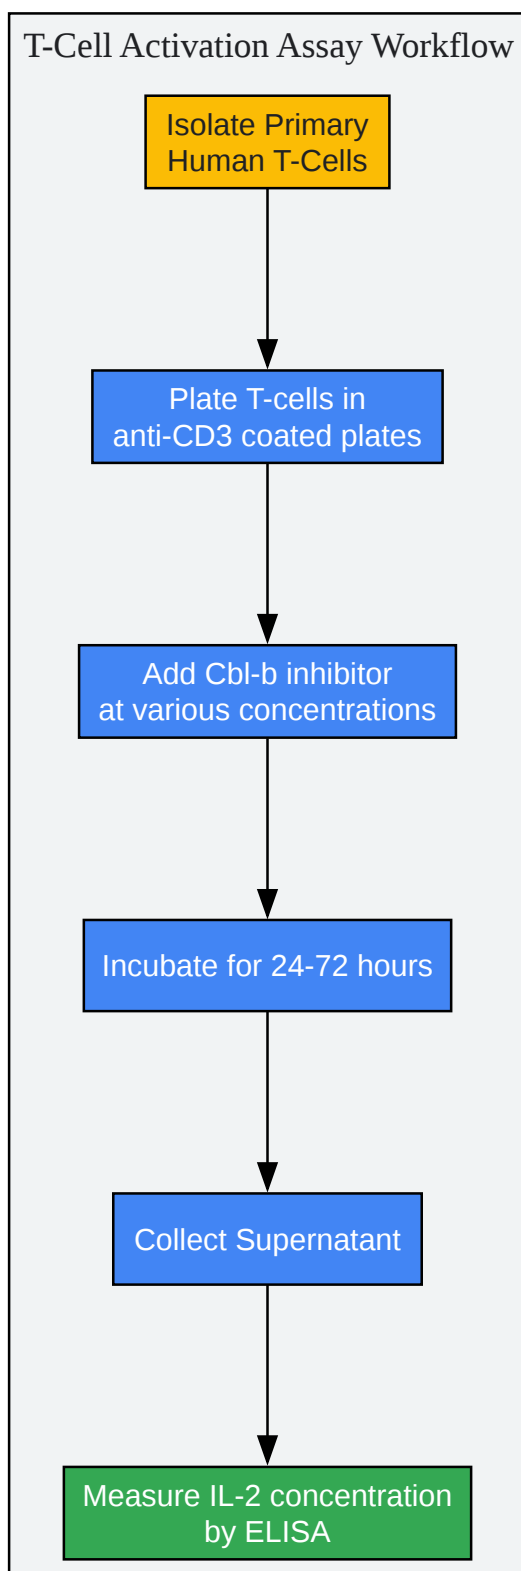 T-Cell Activation Assay Workflow
Isolate Primary
Human T-Cells
Plate T-cells in
anti-CD3 coated plates
Add Cbl-b inhibitor
at various concentrations
Incubate for 24-72 hours
Collect Supernatant
Measure IL-2 concentration
by ELISA